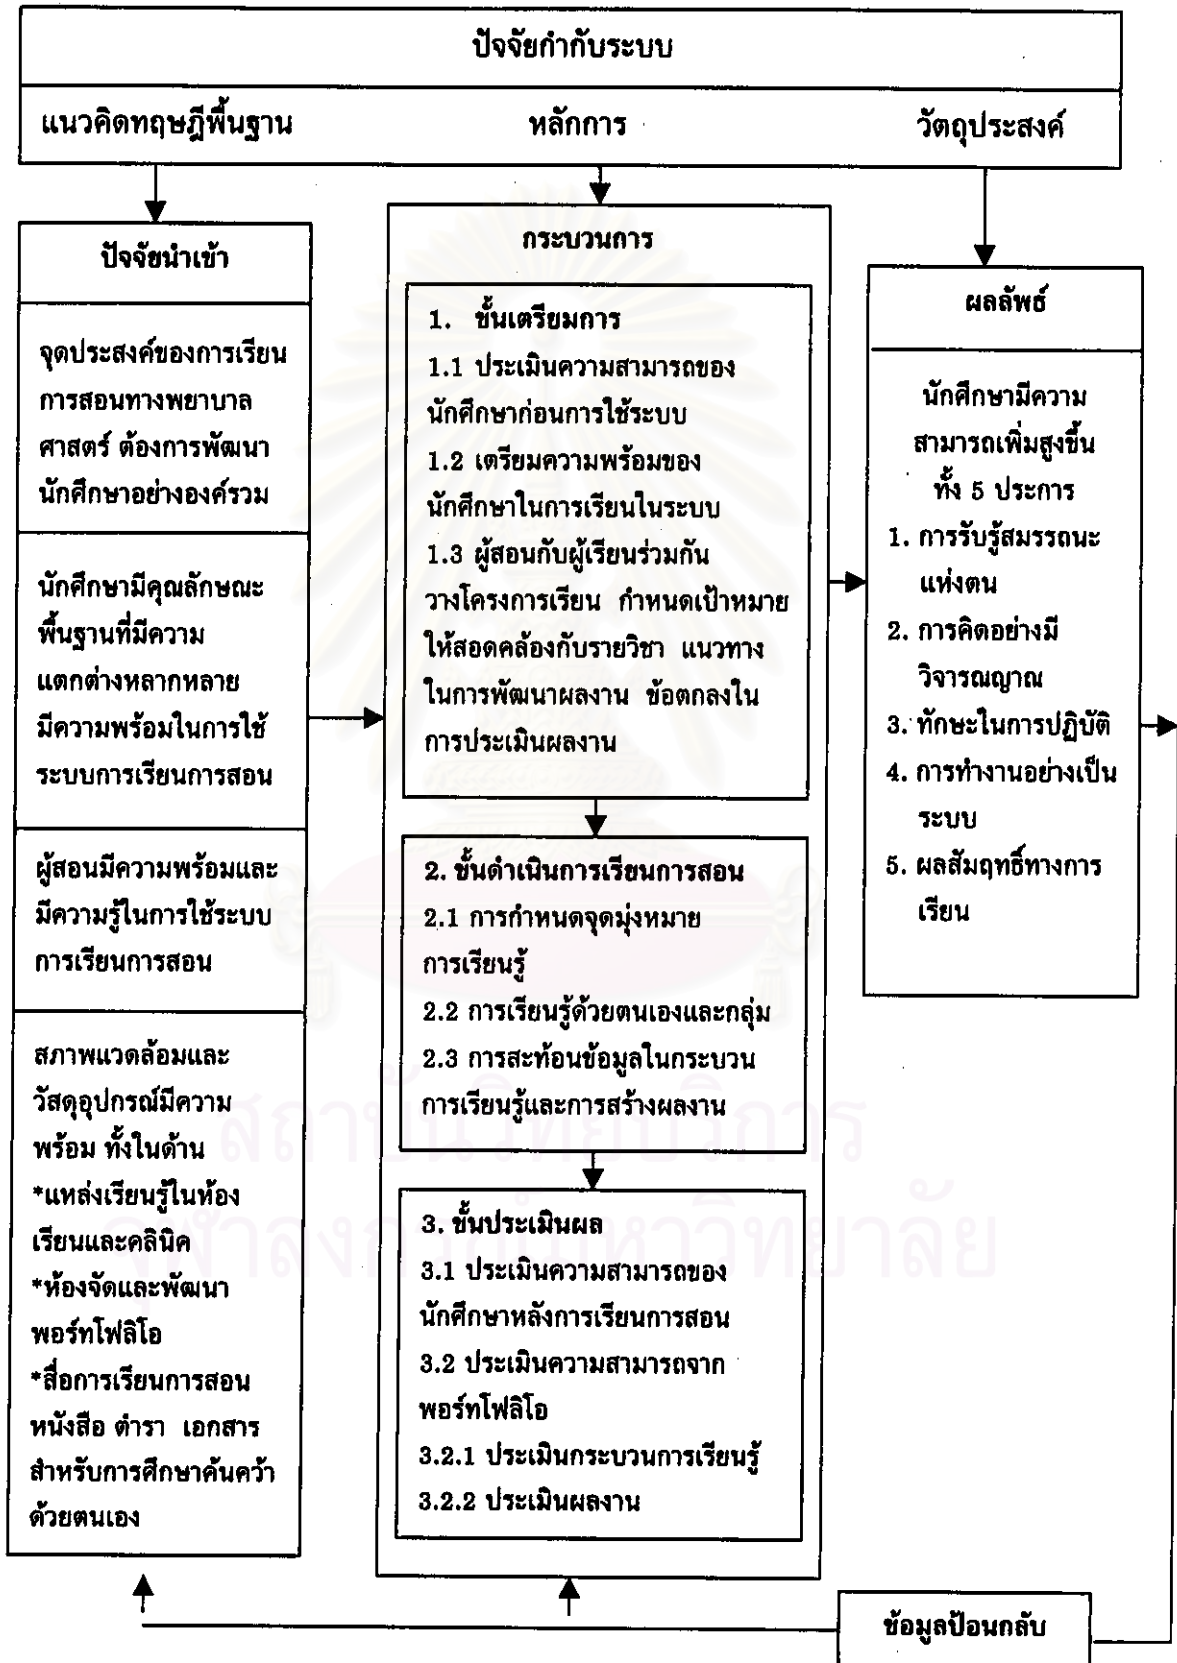 ปัจจัยกำกับระบบ
แนวคิดทฤษฎีพื้นฐาน หลักการ วัตถุประสงค์
ปัจจัยนำเข้า
จุดประสงค์ของการเรียน
การสอนทางพยาบาล
ศาสตร์ ต้องการพัฒนา
นักศึกษาอย่างองค์รวม
นักศึกษามีคุณลักษณะ
พื้นฐานที่มีความ
แตกต่างหลากหลาย
มีความพร้อมในการใช้
ระบบการเรียนการสอน
ผู้สอนมีความพร้อมและ
มีความรู้ในการใช้ระบบ
การเรียนการสอน
สภาพแวดล้อมและ
วัสดุอุปกรณ์มีความ
พร้อม ทั้งในด้าน
*แหล่งเรียนรู้ในห้อง
เรียนและคลินิค
*ห้องจัดและพัฒนา
พอร์ทโฟลิโอ
*สื่อการเรียนการสอน
หนังสือ ตำรา เอกสาร
สำหรับการศึกษาค้นคว้า
ด้วยตนเอง
กระบวนการ
1. ขั้นเตรียมการ
1.1 ประเมินความสามารถของ
นักศึกษาก่อนการใช้ระบบ
1.2 เตรียมความพร้อมของ
นักศึกษาในการเรียนในระบบ
1.3 ผู้สอนกับผู้เรียนร่วมกัน
วางโครงการเรียน กำหนดเป้าหมาย
ให้สอดคล้องกับรายวิชา แนวทาง
ในการพัฒนาผลงาน ข้อตกลงใน
การประเมินผลงาน
2. ขั้นดำเนินการเรียนการสอน
2.1 การกำหนดจุดมุ่งหมาย
การเรียนรู้
2.2 การเรียนรู้ด้วยตนเองและกลุ่ม
2.3 การสะท้อนข้อมูลในกระบวน
การเรียนรู้และการสร้างผลงาน
3. ขั้นประเมินผล
3.1 ประเมินความสามารถของ
นักศึกษาหลังการเรียนการสอน
3.2 ประเมินความสามารถจาก
พอร์ทโฟลิโอ
3.2.1 ประเมินกระบวนการเรียนรู้
3.2.2 ประเมินผลงาน
ผลลัพธ์
นักศึกษามีความ
สามารถเพิ่มสูงขึ้น
ทั้ง 5 ประการ
1. การรับรู้สมรรถนะ
แห่งตน
2. การคิดอย่างมี
วิจารณญาณ
3. ทักษะในการปฏิบัติ
4. การทำงานอย่างเป็น
ระบบ
5. ผลสัมฤทธิ์ทางการ
เรียน
ข้อมูลป้อนกลับ
สถาบันวิทยบริการ
จุฬาลงกรณ์มหาวิทยาลัย